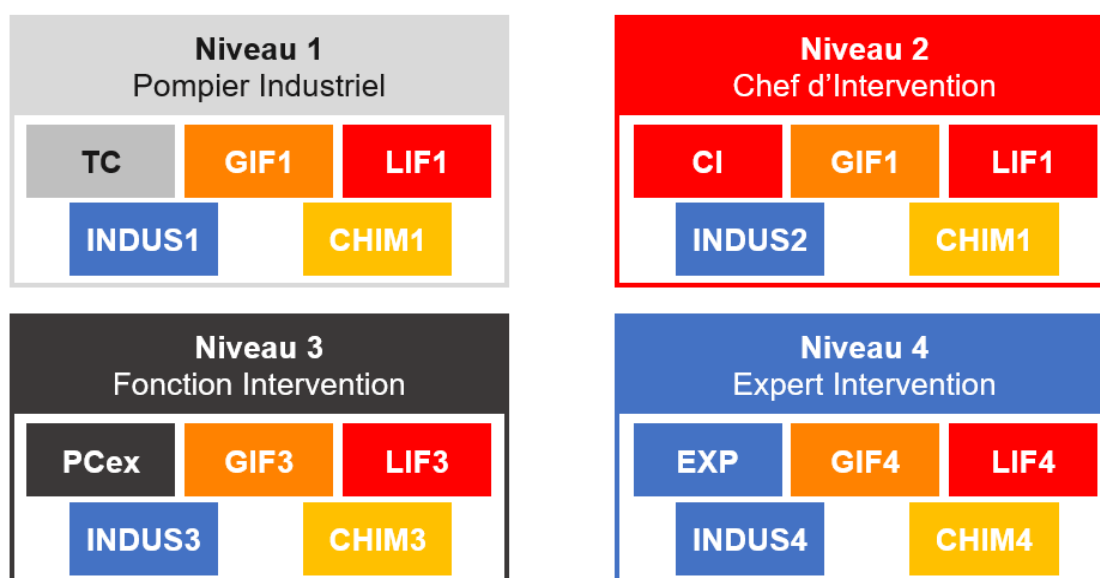 Niveau 1
Pompier Industriel
TC GIF1 LIF1
INDUS1 CHIM1
Niveau 2
Chef d’Intervention
CI GIF1 LIF1
INDUS2 CHIM1
Niveau 3
Fonction Intervention
PCex GIF3 LIF3
INDUS3 CHIM3
Niveau 4
Expert Intervention
EXP GIF4 LIF4
INDUS4 CHIM4